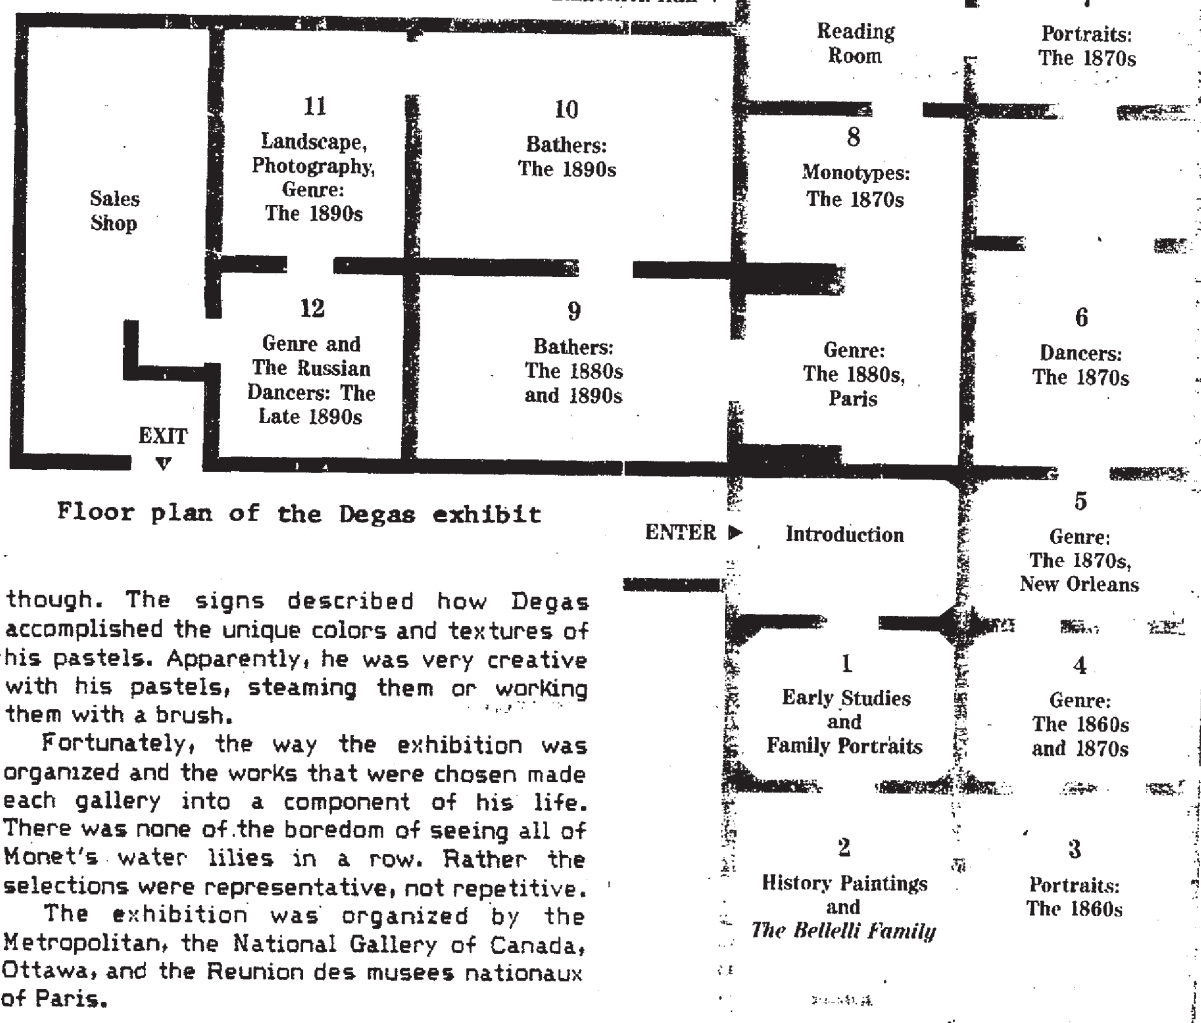 Reading
Room
Portraits:
The 1870s
11
Landscape,
Photography,
Genre:
The 1890s
10
Bathers:
The 1890s
8
Monotypes:
The 1870s
Sales
Shop
12
Genre and
The Russian
Dancers: The
Late 1890s
9
Bathers:
The 1880s
and 1890s
Genre:
The 1880s,
Paris
6
Dancers:
The 1870s
EXIT
Floor plan of the Degas exhibit
ENTER
Introduction
5
Genre:
The 1870s,
New Orleans
1
Early Studies
and
Family Portraits
4
Genre:
The 1860s
and 1870s
2
History Paintings
and
The Bellelli Family
3
Portraits:
The 1860s
though. The signs described how Degas
accomplished the unique colors and textures of
his pastels. Apparently, he was very creative
with his pastels, steaming them or working
them with a brush.
Fortunately, the way the exhibition was
organized and the works that were chosen made
each gallery into a component of his life.
There was none of the boredom of seeing all of
Monet's water lilies in a row. Rather the
selections were representative, not repetitive.
The exhibition was organized by the
Metropolitan, the National Gallery of Canada,
Ottawa, and the Reunion des musees nationaux
of Paris.